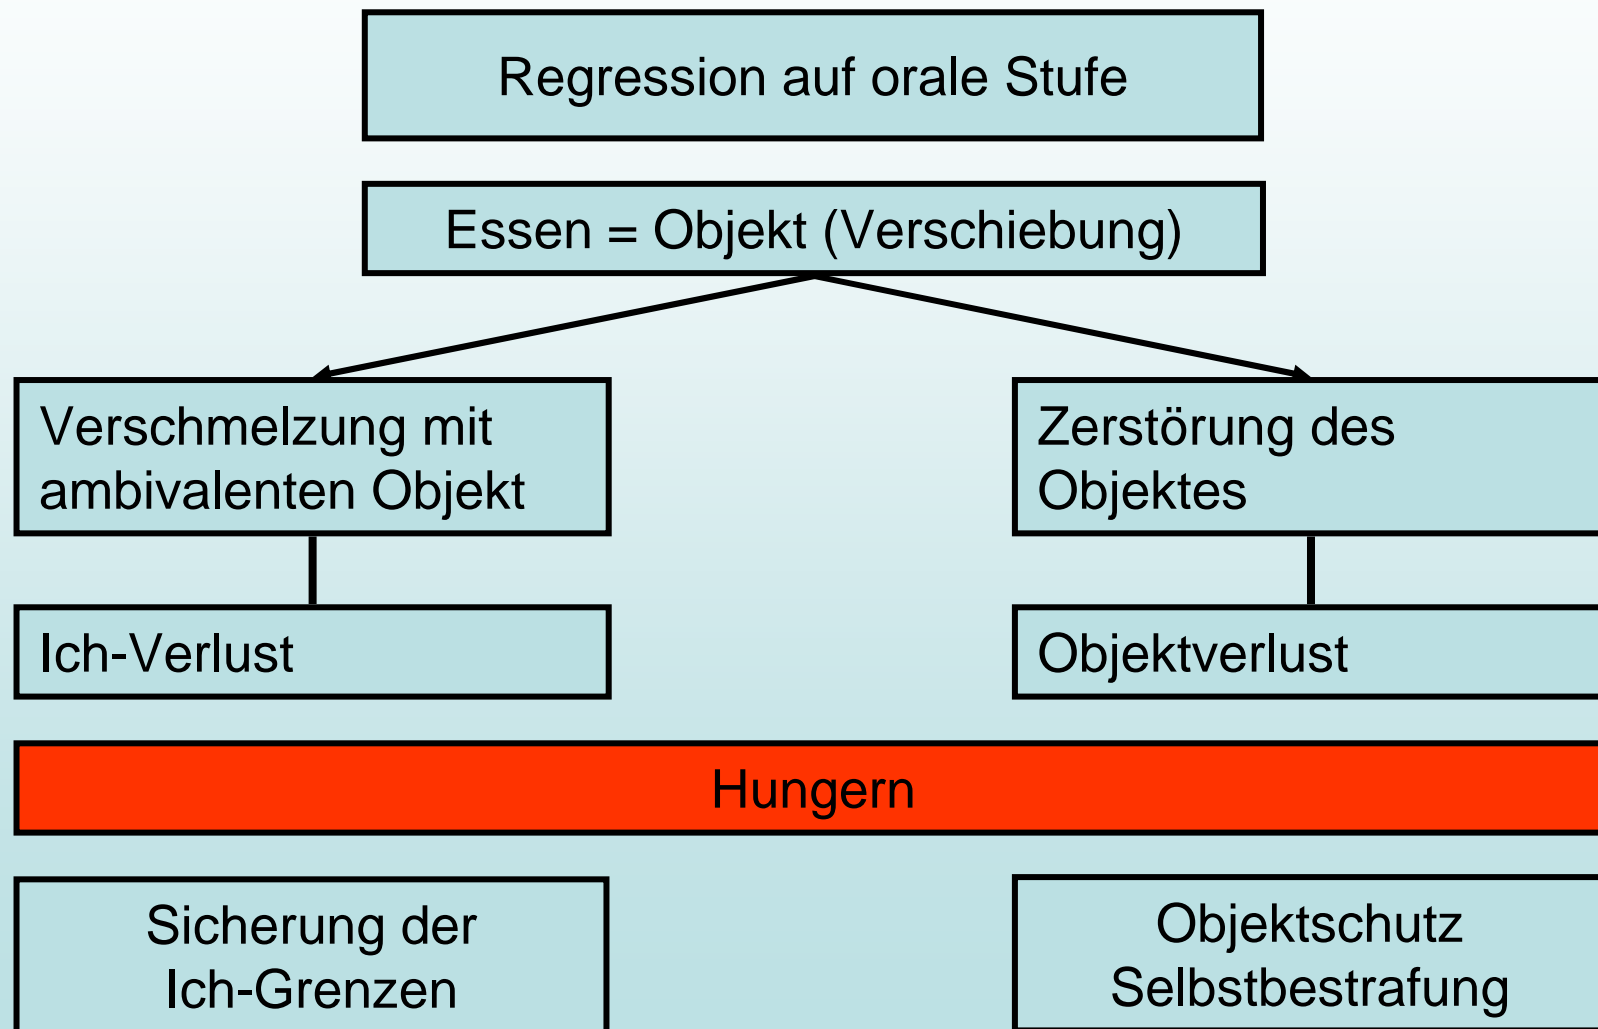 Regression auf orale Stufe
Essen = Objekt (Verschiebung)
Verschmelzung mit
ambivalenten Objekt
Zerstörung des
Objektes
Ich-Verlust
Objektverlust
Hungern
Sicherung der
Ich-Grenzen
Objektschutz
Selbstbestrafung